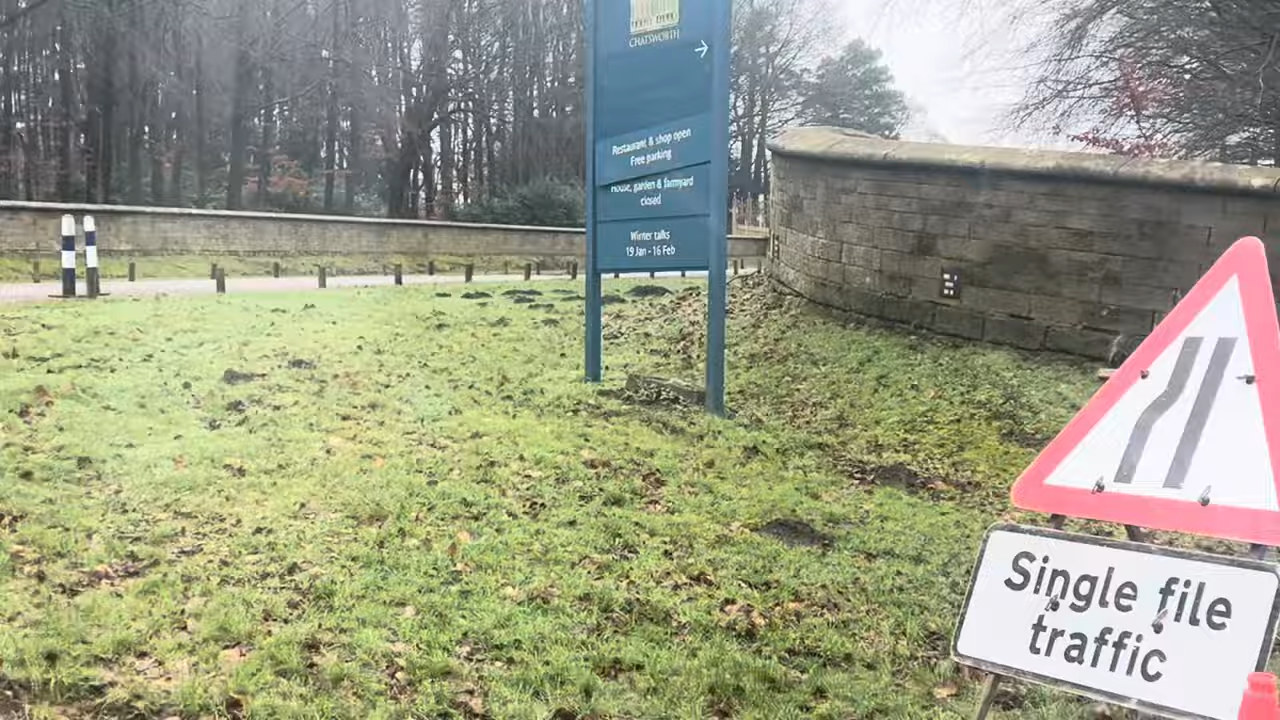 CHATSWORTH
Restaurant & shop open
Free parking
House, garden & farmyard
closed
Winter talks
19 Jan - 16 Feb
Single file
traffic